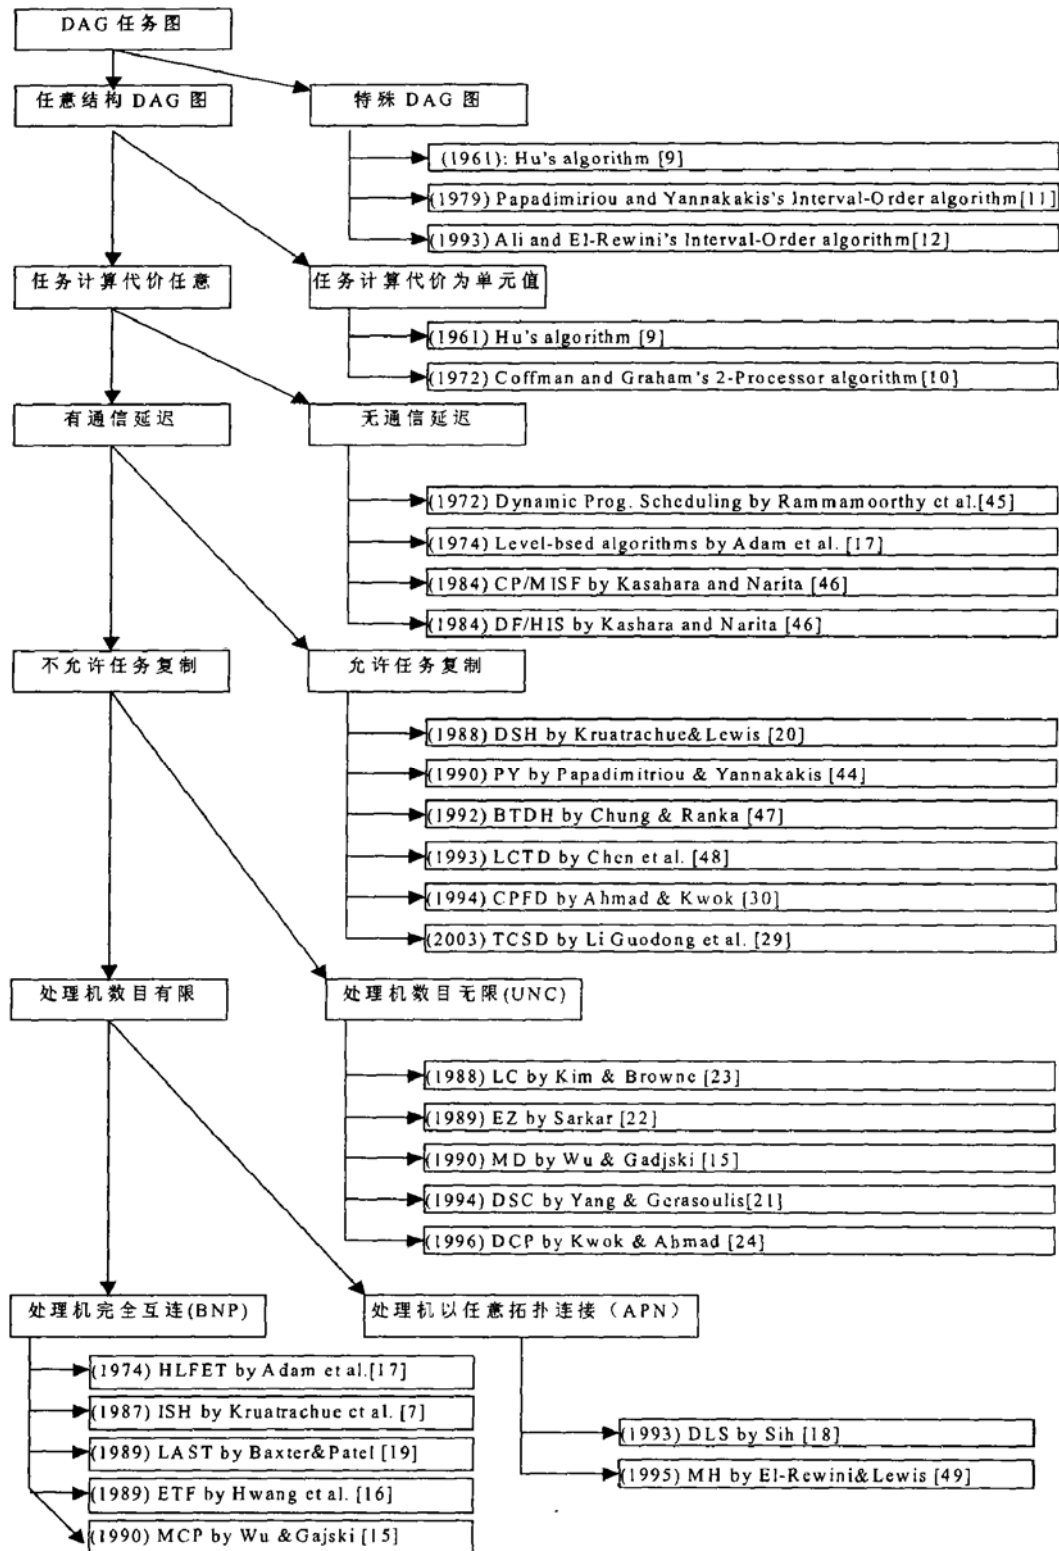 DAG 任务图
任意结构 DAG 图
特殊 DAG 图
(1961): Hu's algorithm [9]
(1979) Papadimiriou and Yannakakis's Interval-Order algorithm[11]
(1993) Ali and El-Rewini's Interval-Order algorithm[12]
任务计算代价任意
任务计算代价为单元值
(1961) Hu's algorithm [9]
(1972) Coffman and Graham's 2-Processor algorithm[10]
有通信延迟
无通信延迟
(1972) Dynamic Prog. Scheduling by Rammamoorthy et al.[45]
(1974) Level-bsed algorithms by Adam et al. [17]
(1984) CP/MISF by Kasahara and Narita [46]
(1984) DF/HIS by Kashara and Narita [46]
不允许任务复制
允许任务复制
(1988) DSH by Kruatrachue&Lewis [20]
(1990) PY by Papadimitriou & Yannakakis [44]
(1992) BTDH by Chung & Ranka [47]
(1993) LCTD by Chen et al. [48]
(1994) CPFD by Ahmad & Kwok [30]
(2003) TCSD by Li Guodong et al. [29]
处理机数目有限
处理机数目无限(UNC)
(1988) LC by Kim & Browne [23]
(1989) EZ by Sarkar [22]
(1990) MD by Wu & Gadjski [15]
(1994) DSC by Yang & Gerasoulis[21]
(1996) DCP by Kwok & Ahmad [24]
处理机完全互连(BNP)
处理机以任意拓扑连接（APN）
(1974) HLFET by Adam et al.[17]
(1987) ISH by Kruatrachue et al. [7]
(1989) LAST by Baxter&Patel [19]
(1989) ETF by Hwang et al. [16]
(1990) MCP by Wu &Gajski [15]
(1993) DLS by Sih [18]
(1995) MH by El-Rewini&Lewis [49]